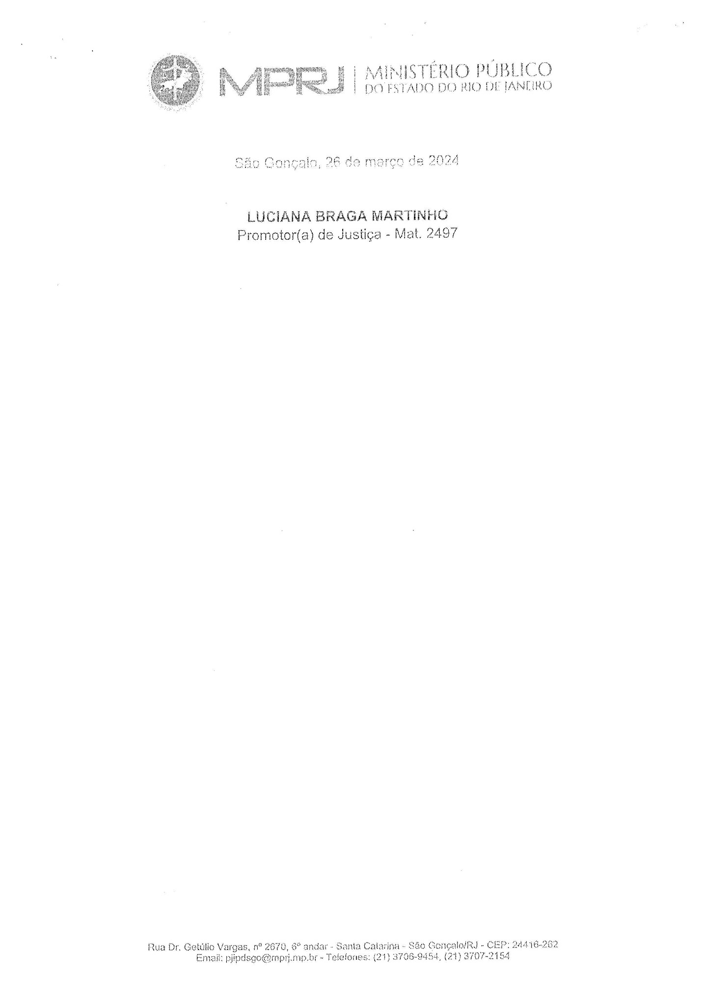 MPRJ | MINISTÉRIO PÚBLICO
DO ESTADO DO RIO DE JANEIRO
São Gonçalo, 26 de março de 2024
LUCIANA BRAGA MARTINHO
Promotor(a) de Justiça - Mat. 2497
Rua Dr. Getúlio Vargas, nº 2670, 6º andar - Santa Catarina - São Gonçalo/RJ - CEP: 24416-262
Email: pjipdsgo@mprj.mp.br - Telefones: (21) 3706-9454, (21) 3707-2154